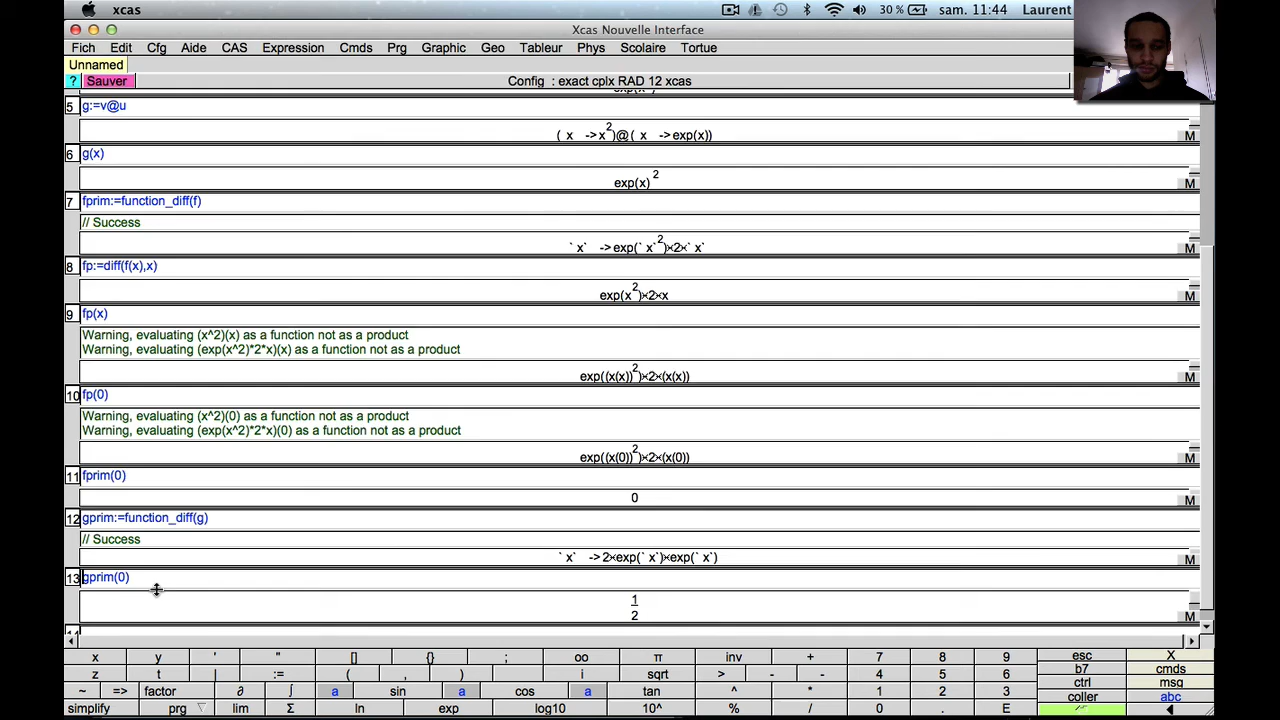 xcas
30 %
sam. 11:44
Laurent
Xcas Nouvelle Interface
Fich Edit Cfg Aide CAS Expression Cmds Prg Graphic Geo Tableur Phys Scolaire Tortue
Unnamed
? Sauver Config : exact cplx RAD 12 xcas
5 g:=v@u
( x ->x^2)@( x ->exp(x))
M
6 g(x)
exp(x)^2
M
7 fprim:=function_diff(f)
// Success
` x` ->exp(` x`^2)×2×` x`
M
8 fp:=diff(f(x),x)
exp(x^2)×2×x
M
9 fp(x)
Warning, evaluating (x^2)(x) as a function not as a product
Warning, evaluating (exp(x^2)*2*x)(x) as a function not as a product
exp((x(x))^2)×2×(x(x))
M
10 fp(0)
Warning, evaluating (x^2)(0) as a function not as a product
Warning, evaluating (exp(x^2)*2*x)(0) as a function not as a product
exp((x(0))^2)×2×(x(0))
M
11 fprim(0)
0
M
12 gprim:=function_diff(g)
// Success
` x` ->2×exp(` x`)×exp(` x`)
M
13 gprim(0)
1
2
M
x y ' " [] {} ; oo π inv + 7 8 9 esc X
z t | := ( , ) i sqrt > - - 4 5 6 b7 cmds
ctrl msg
~ => factor ∂ ∫ a sin a cos a tan ^ * 1 2 3 coller abc
simplify prg lim Σ ln exp log10 10^ % / 0 . E